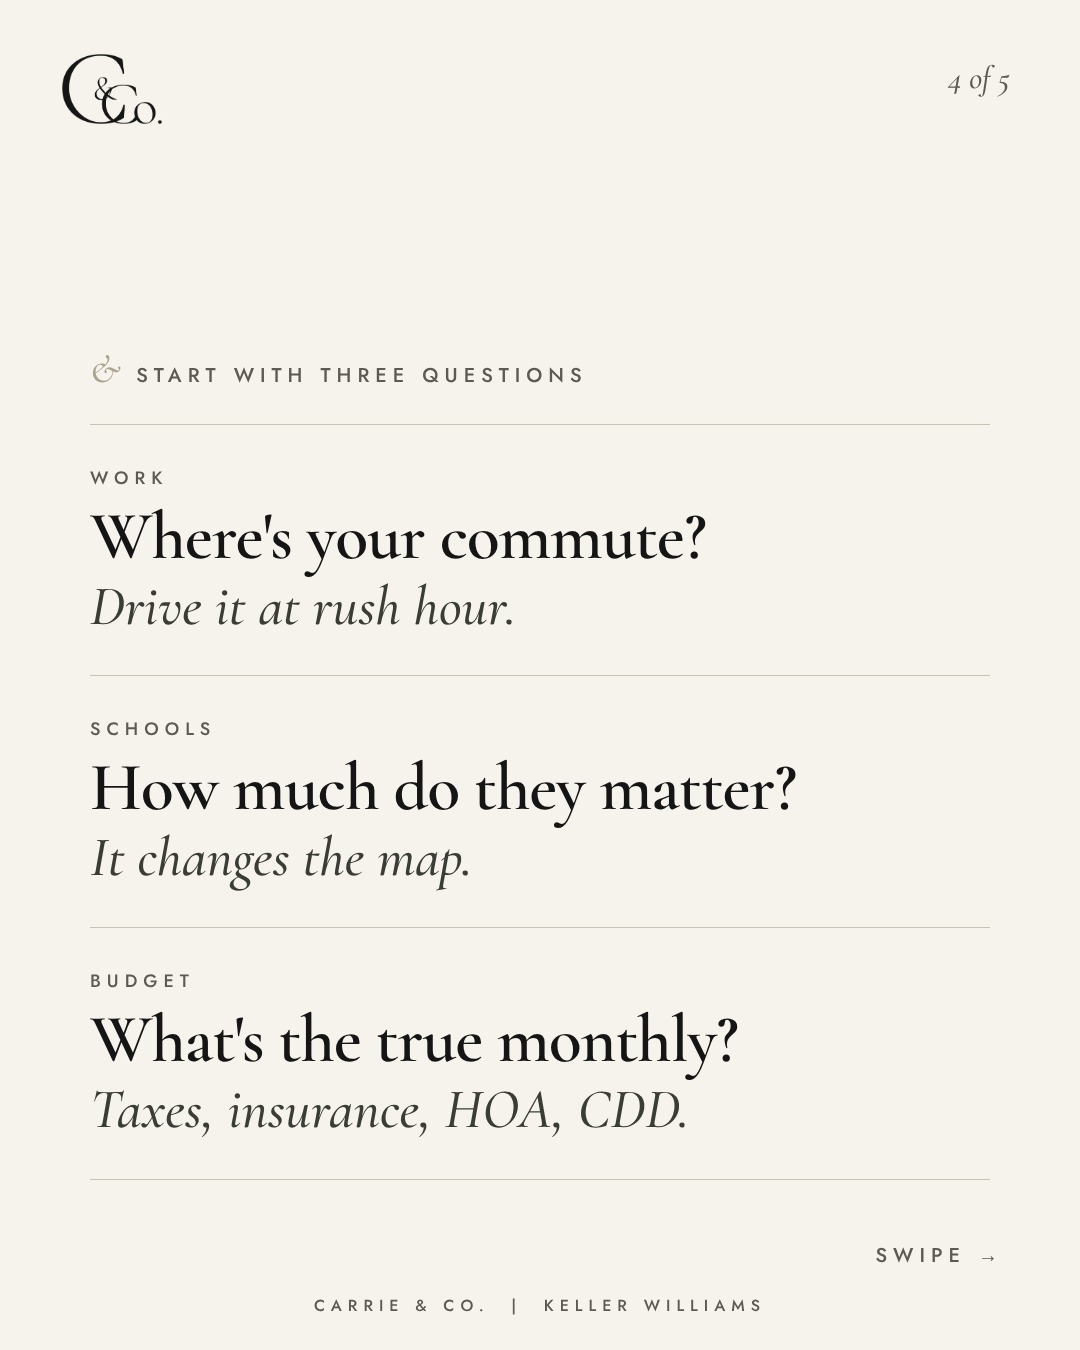 C&Co.
4 of 5
& START WITH THREE QUESTIONS
WORK
Where's your commute?
Drive it at rush hour.
SCHOOLS
How much do they matter?
It changes the map.
BUDGET
What's the true monthly?
Taxes, insurance, HOA, CDD.
SWIPE →
CARRIE & CO. | KELLER WILLIAMS